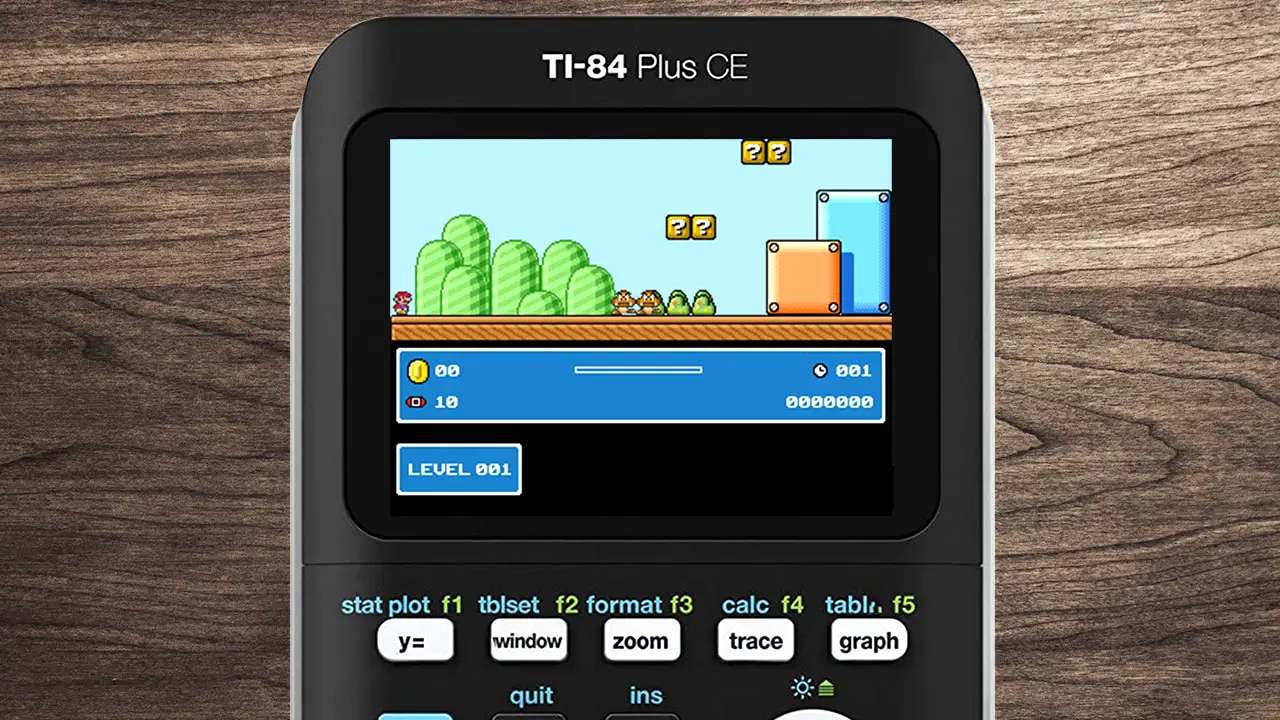 TI-84 Plus CE
? ?
? ?
00 001
10 0000000
LEVEL 001
stat plot f1 tblset f2 format f3 calc f4 f5
y= window zoom trace graph
quit ins